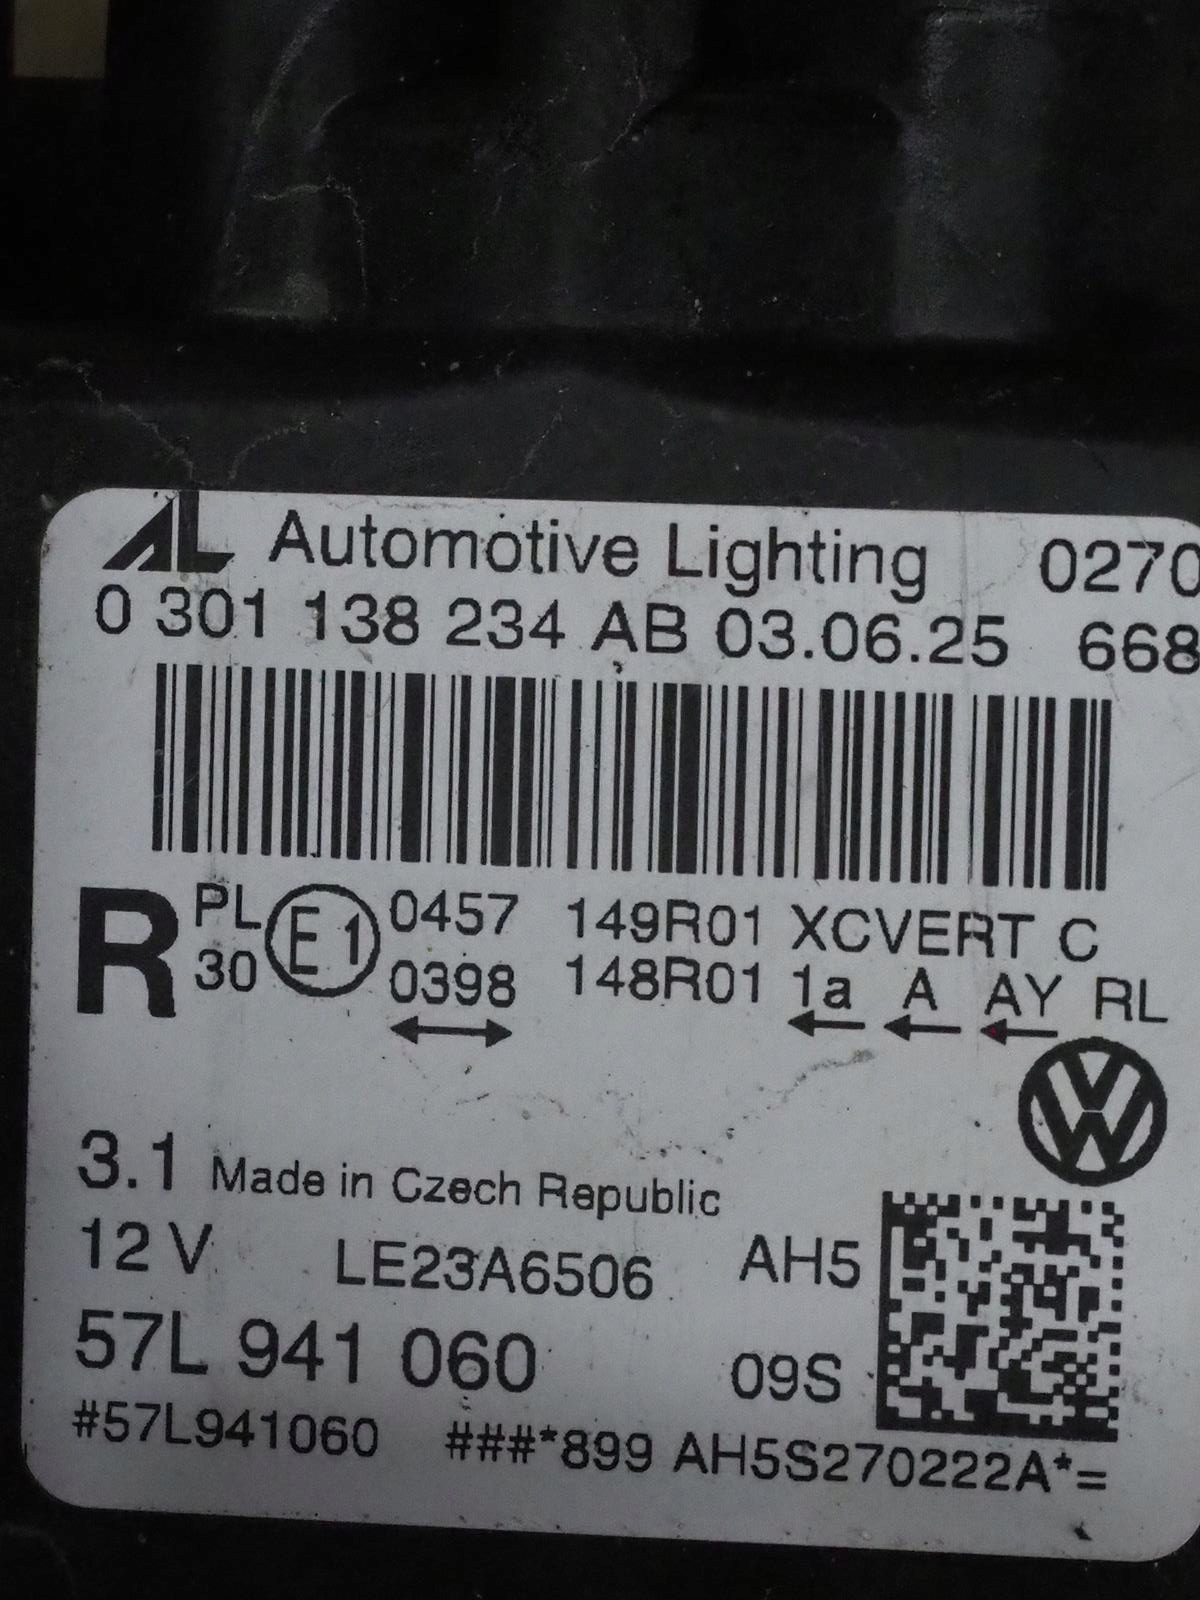 AL Automotive Lighting 0270
0 301 138 234 AB 03.06.25 668
R PL E1 0457 149R01 XCVERT C
30 0398 148R01 1a A AY RL
3.1 Made in Czech Republic
12 V LE23A6506 AH5
57L 941 060 09S
#57L941060 ###*899 AH5S270222A*=